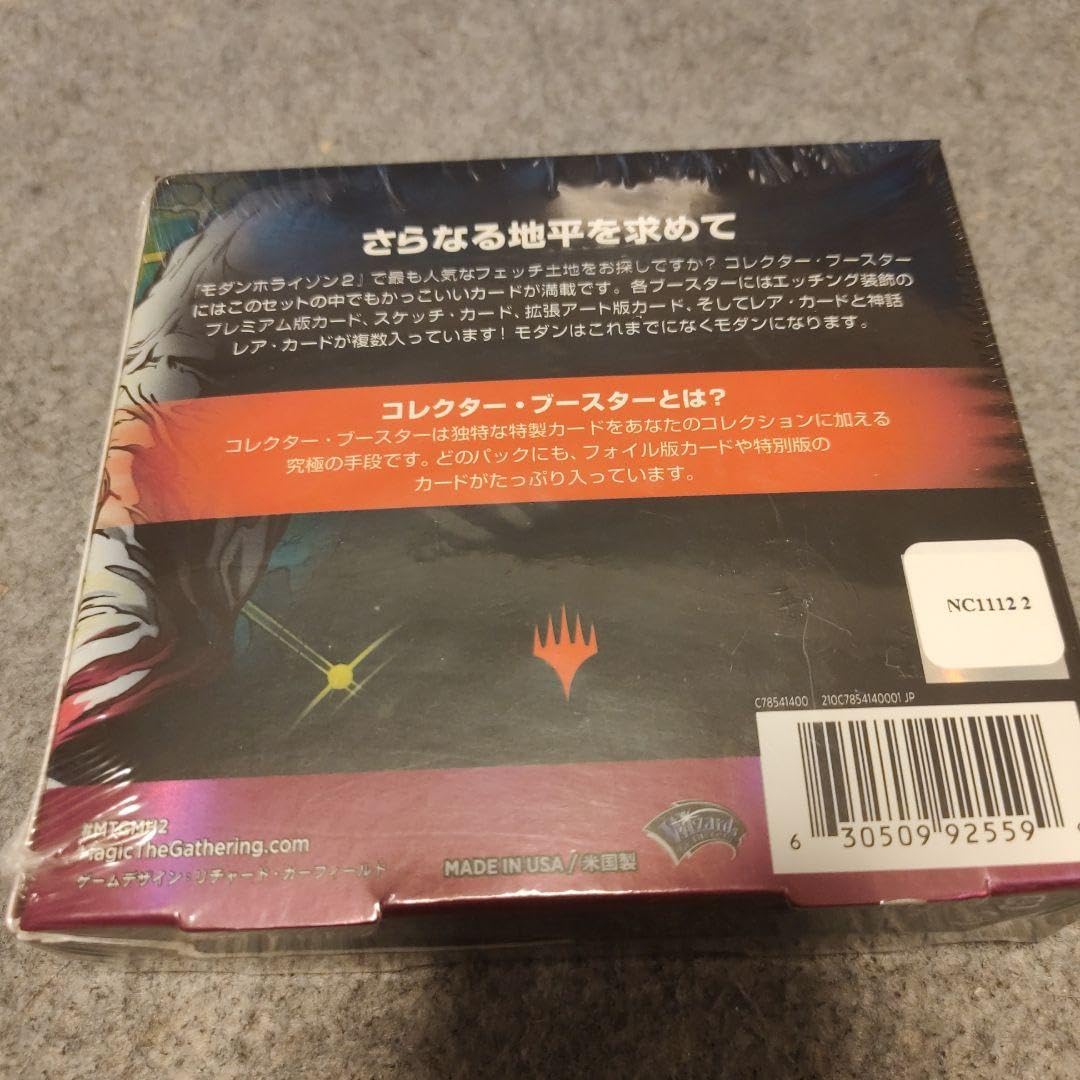 さらなる地平を求めて
『モダンホライゾン2』で最も人気なフェッチ土地をお探しですか? コレクター・ブースター
にはこのセットの中でもかっこいいカードが満載です。各ブースターにはエッチング装飾の
プレミアム版カード、スケッチ・カード、拡張アート版カード、そしてレア・カードと神話
レア・カードが複数入っています! モダンはこれまでになくモダンになります。
コレクター・ブースターとは?
コレクター・ブースターは独特な特製カードをあなたのコレクションに加える
究極の手段です。どのパックにも、フォイル版カードや特別版の
カードがたっぷり入っています。
NC1112 2
C78541400 210C7854140001 JP
6 30509 92559
#MTGMH2
MagicTheGathering.com
ゲームデザイン:リチャード・ガーフィールド
MADE IN USA / 米国製
Wizards